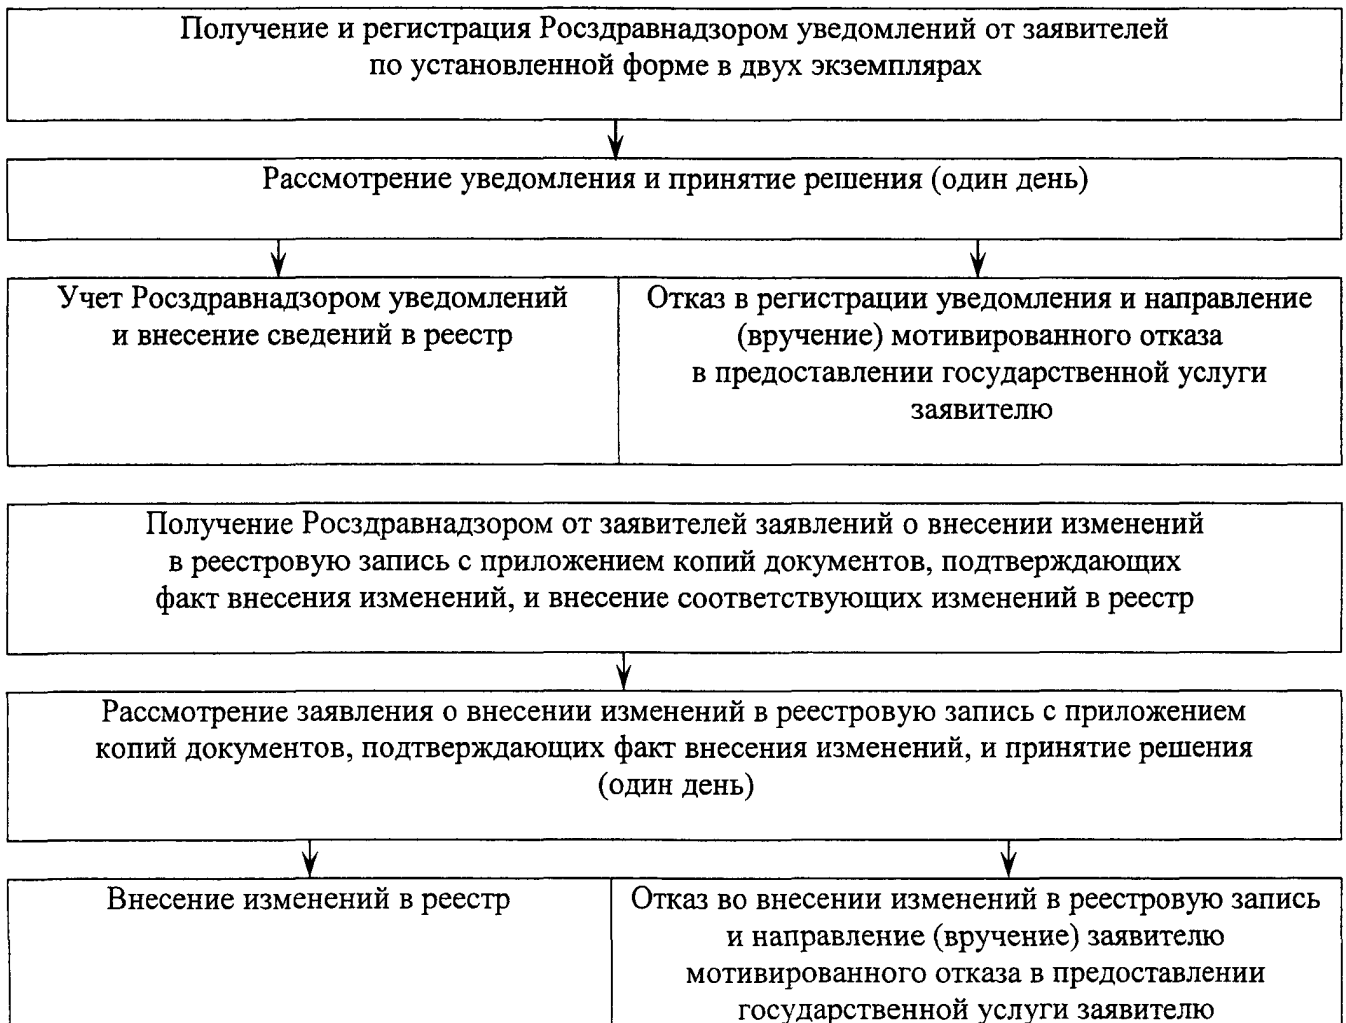 Получение и регистрация Росздравнадзором уведомлений от заявителей
по установленной форме в двух экземплярах
Рассмотрение уведомления и принятие решения (один день)
Учет Росздравнадзором уведомлений
и внесение сведений в реестр
Отказ в регистрации уведомления и направление
(вручение) мотивированного отказа
в предоставлении государственной услуги
заявителю
Получение Росздравнадзором от заявителей заявлений о внесении изменений
в реестровую запись с приложением копий документов, подтверждающих
факт внесения изменений, и внесение соответствующих изменений в реестр
Рассмотрение заявления о внесении изменений в реестровую запись с приложением
копий документов, подтверждающих факт внесения изменений, и принятие решения
(один день)
Внесение изменений в реестр
Отказ во внесении изменений в реестровую запись
и направление (вручение) заявителю
мотивированного отказа в предоставлении
государственной услуги заявителю